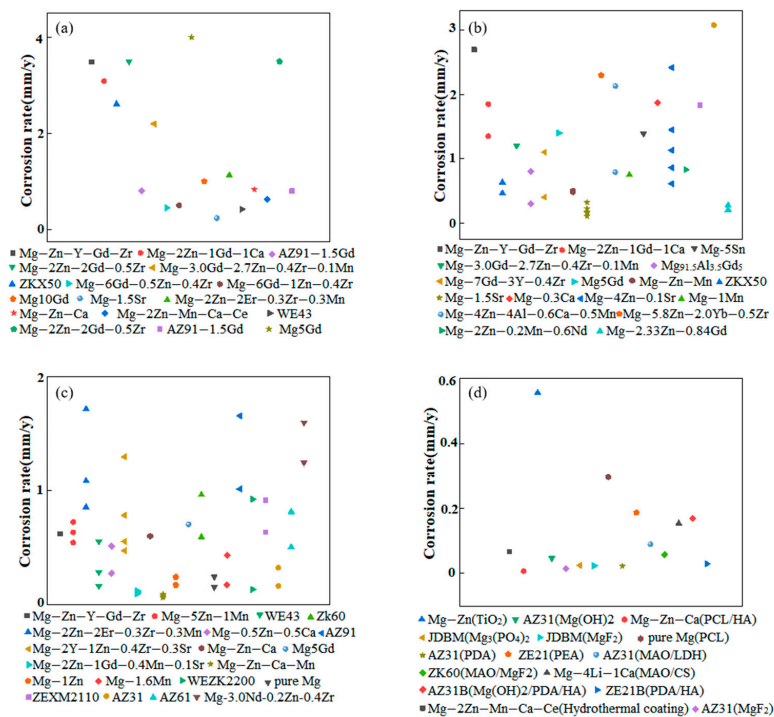 (a)
Corrosion rate(mm/y)
4
2
0
Mg−Zn−Y−Gd−Zr Mg−2Zn−1Gd−1Ca AZ91−1.5Gd
Mg−2Zn−2Gd−0.5Zr Mg−3.0Gd−2.7Zn−0.4Zr−0.1Mn
ZKX50 Mg−6Gd−0.5Zn−0.4Zr Mg−6Gd−1Zn−0.4Zr
Mg10Gd Mg−1.5Sr Mg−2Zn−2Er−0.3Zr−0.3Mn
Mg−Zn−Ca Mg−2Zn−Mn−Ca−Ce WE43
Mg−2Zn−2Gd−0.5Zr AZ91−1.5Gd Mg5Gd
(b)
Corrosion rate(mm/y)
3
2
1
0
Mg−Zn−Y−Gd−Zr Mg−2Zn−1Gd−1Ca Mg-5Sn
Mg−3.0Gd−2.7Zn−0.4Zr−0.1Mn Mg91.5Al3.5Gd5
Mg−7Gd−3Y−0.4Zr Mg5Gd Mg−Zn−Mn ZKX50
Mg−1.5Sr Mg−0.3Ca Mg−4Zn−0.1Sr Mg−1Mn
Mg−4Zn−4Al−0.6Ca−0.5Mn Mg−5.8Zn−2.0Yb−0.5Zr
Mg−2Zn−0.2Mn−0.6Nd Mg−2.33Zn−0.84Gd
(c)
Corrosion rate(mm/y)
2
1
0
Mg−Zn−Y−Gd−Zr Mg−5Zn−1Mn WE43 Zk60
Mg−2Zn−2Er−0.3Zr−0.3Mn Mg−0.5Zn−0.5Ca AZ91
Mg−2Y−1Zn−0.4Zr−0.3Sr Mg−Zn−Ca Mg5Gd
Mg−2Zn−1Gd−0.4Mn−0.1Sr Mg−Zn−Ca−Mn
Mg−1Zn Mg−1.6Mn WEZK2200 pure Mg
ZEXM2110 AZ31 AZ61 Mg-3.0Nd-0.2Zn-0.4Zr
(d)
Corrosion rate(mm/y)
0.6
0.4
0.2
0
Mg−Zn(TiO2) AZ31(Mg(OH)2 Mg−Zn−Ca(PCL/HA)
JDBM(Mg3(PO4)2 JDBM(MgF2) pure Mg(PCL)
AZ31(PDA) ZE21(PEA) AZ31(MAO/LDH)
ZK60(MAO/MgF2) Mg−4Li−1Ca(MAO/CS)
AZ31B(Mg(OH)2/PDA/HA) ZE21B(PDA/HA)
Mg−2Zn−Mn−Ca−Ce(Hydrothermal coating) AZ31(MgF2)